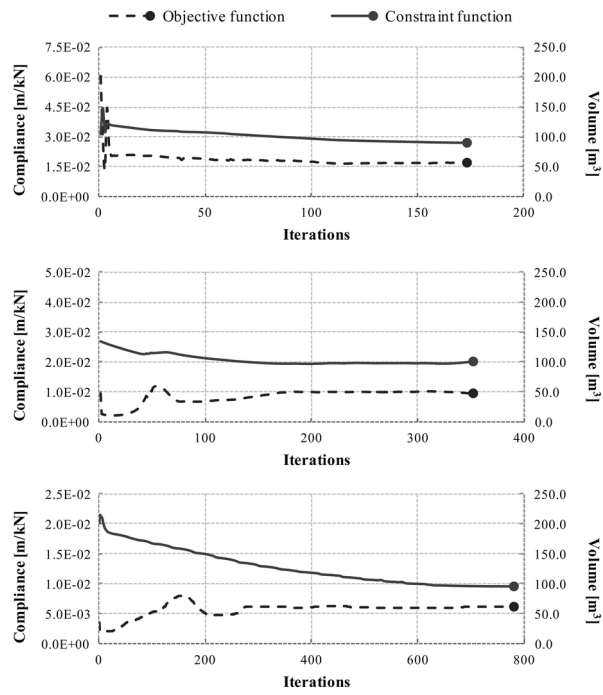 Objective function Constraint function
7.5E-02 250.0
6.0E-02 200.0
4.5E-02 150.0
3.0E-02 100.0
1.5E-02 50.0
0.0E+00 0.0
Compliance [m/kN]
Volume [m³]
0 50 100 150 200
Iterations
5.0E-02 250.0
4.0E-02 200.0
3.0E-02 150.0
2.0E-02 100.0
1.0E-02 50.0
0.0E+00 0.0
Compliance [m/kN]
Volume [m³]
0 100 200 300 400
Iterations
2.5E-02 250.0
2.0E-02 200.0
1.5E-02 150.0
1.0E-02 100.0
5.0E-03 50.0
0.0E+00 0.0
Compliance [m/kN]
Volume [m³]
0 200 400 600 800
Iterations